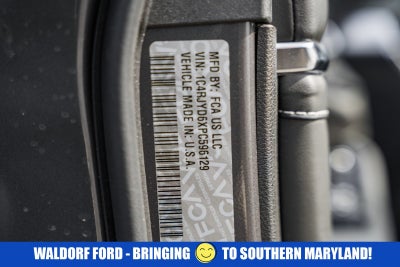 MFD BY: FCA US LLC
VIN: 1C4RJYD6XPC596129
VEHICLE MADE IN: U.S.A.
WALDORF FORD - BRINGING TO SOUTHERN MARYLAND!